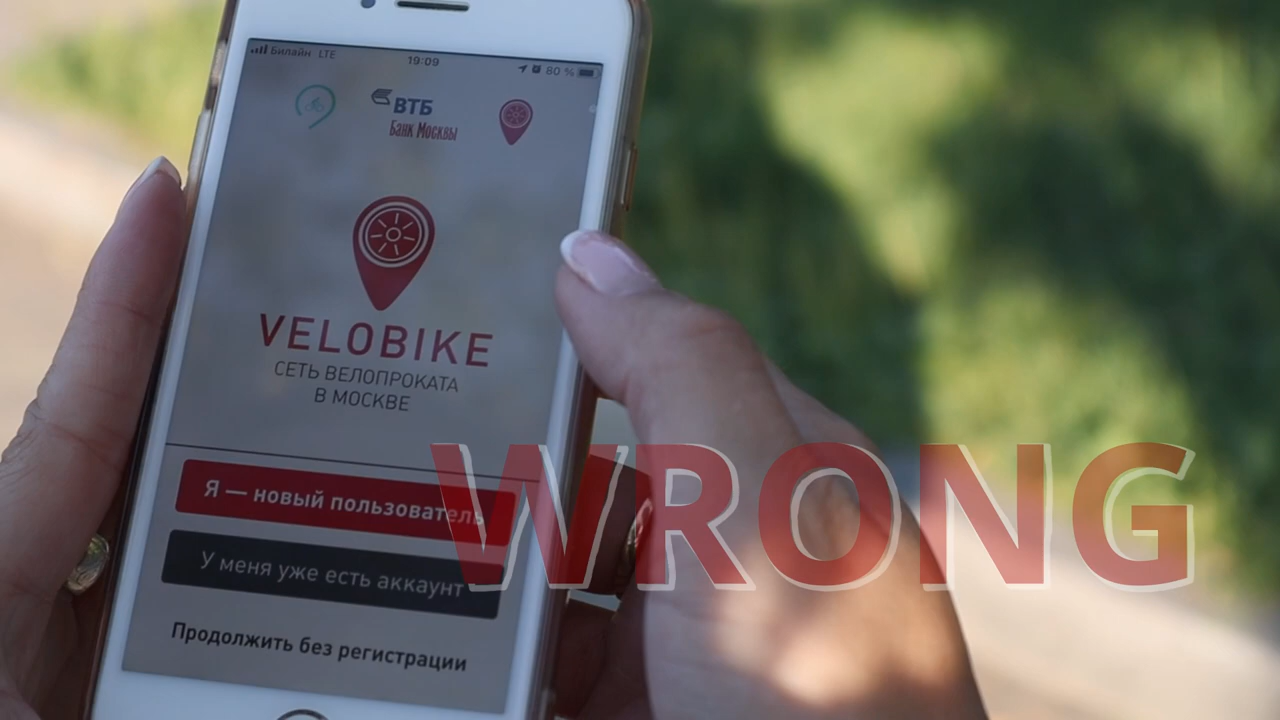 Билайн LTE
19:09
80 %
ВТБ
Банк Москвы
VELOBIKE
СЕТЬ ВЕЛОПРОКАТА
В МОСКВЕ
Я — новый пользователь
У меня уже есть аккаунт
Продолжить без регистрации
WRONG